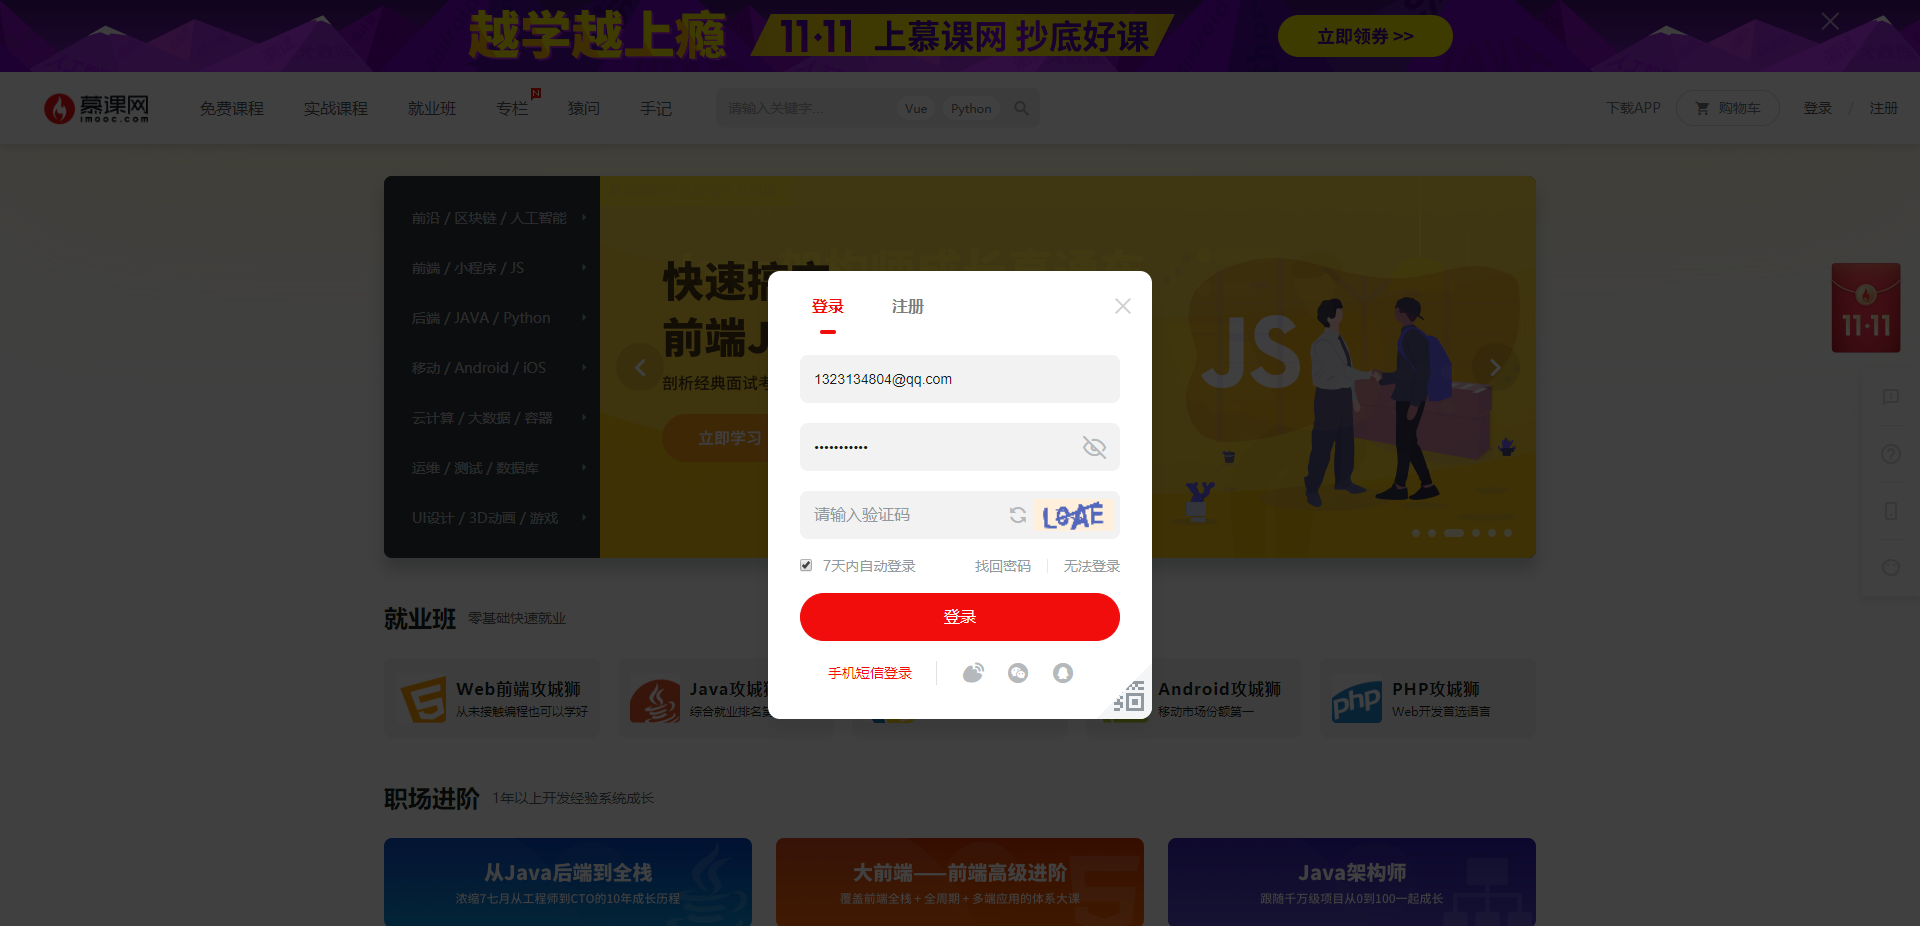 越学越上瘾
11·11 上慕课网 抄底好课
立即领券 >>
慕课网
imooc.com
免费课程 实战课程 就业班 专栏 N 猿问 手记
请输入关键字... Vue Python
下载APP 购物车 登录 / 注册
前沿 / 区块链 / 人工智能
前端 / 小程序 / JS
后端 / JAVA / Python
移动 / Android / iOS
云计算 / 大数据 / 容器
运维 / 测试 / 数据库
UI设计 / 3D动画 / 游戏
快速搞
前端J
剖析经典面试考
立即学习
JS
11·11
登录 注册
1323134804@qq.com
•••••••••••
请输入验证码
7天内自动登录 找回密码 无法登录
登录
手机短信登录
就业班 零基础快速就业
Web前端攻城狮
从未接触编程也可以学好
Java攻城狮
综合就业排名第
Android攻城狮
移动市场份额第一
php
PHP攻城狮
Web开发首选语言
职场进阶 1年以上开发经验系统成长
从Java后端到全栈
浓缩7七月从工程师到CTO的10年成长历程
大前端——前端高级进阶
覆盖前端全栈 + 全周期 + 多端应用的体系大课
Java架构师
跟随千万级项目从0到100一起成长